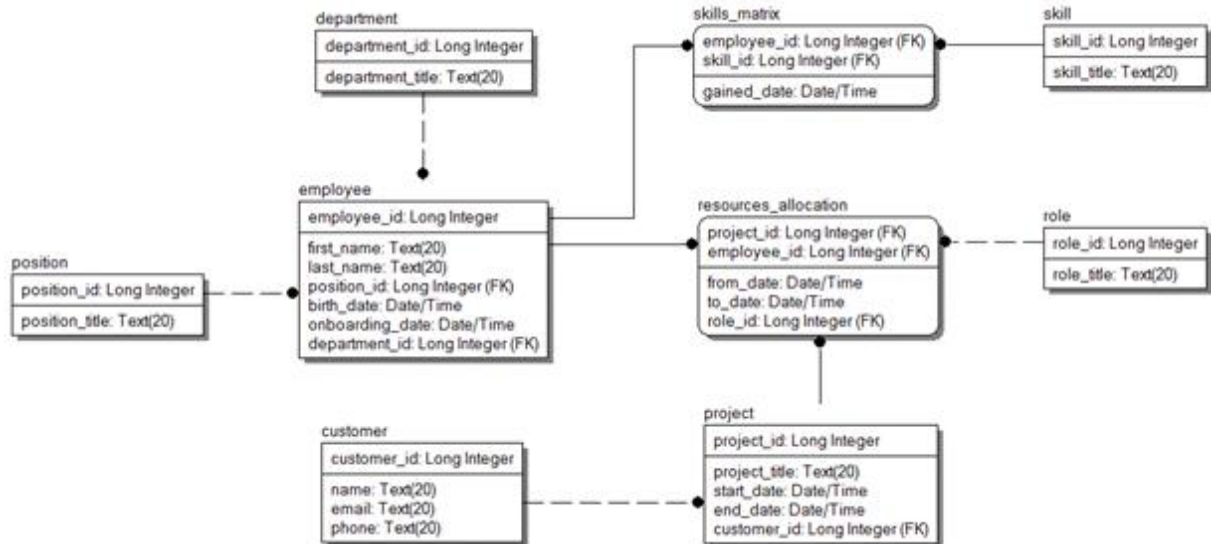 department
department_id: Long Integer
department_title: Text(20)
skills_matrix
employee_id: Long Integer (FK)
skill_id: Long Integer (FK)
gained_date: Date/Time
skill
skill_id: Long Integer
skill_title: Text(20)
employee
employee_id: Long Integer
first_name: Text(20)
last_name: Text(20)
position_id: Long Integer (FK)
birth_date: Date/Time
onboarding_date: Date/Time
department_id: Long Integer (FK)
resources_allocation
project_id: Long Integer (FK)
employee_id: Long Integer (FK)
from_date: Date/Time
to_date: Date/Time
role_id: Long Integer (FK)
role
role_id: Long Integer
role_title: Text(20)
position
position_id: Long Integer
position_title: Text(20)
customer
customer_id: Long Integer
name: Text(20)
email: Text(20)
phone: Text(20)
project
project_id: Long Integer
project_title: Text(20)
start_date: Date/Time
end_date: Date/Time
customer_id: Long Integer (FK)